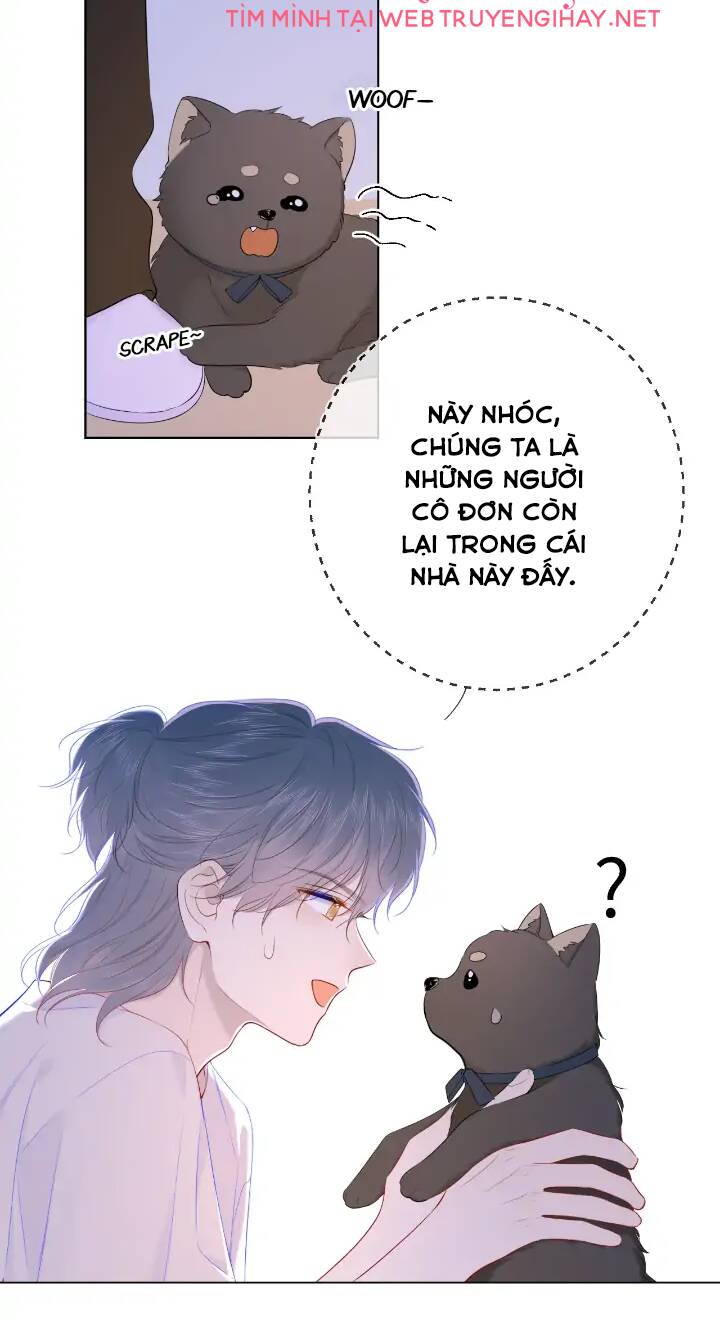 TÌM MÌNH TẠI WEB TRUYENGIHAY.NET
WOOF~
SCRAPE~
NÀY NHÓC,
CHÚNG TA LÀ
NHỮNG NGƯỜI
CÔ ĐƠN CÒN
LẠI TRONG CÁI
NHÀ NÀY ĐẤY.
?